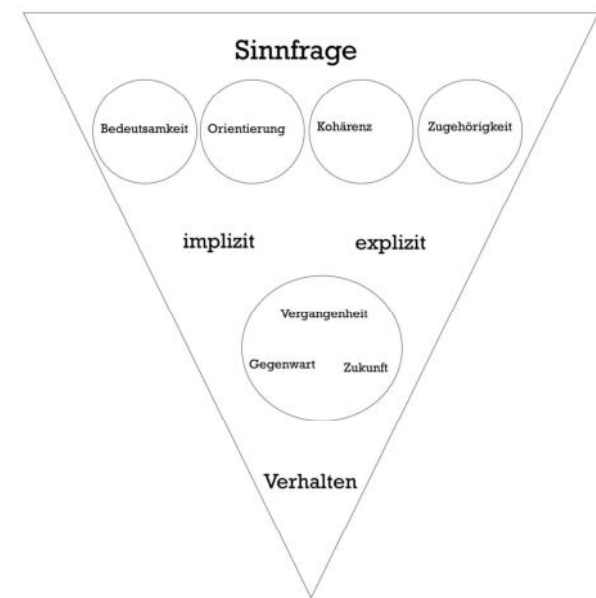 Sinnfrage
Bedeutsamkeit Orientierung Kohärenz Zugehörigkeit
implizit explizit
Vergangenheit
Gegenwart Zukunft
Verhalten